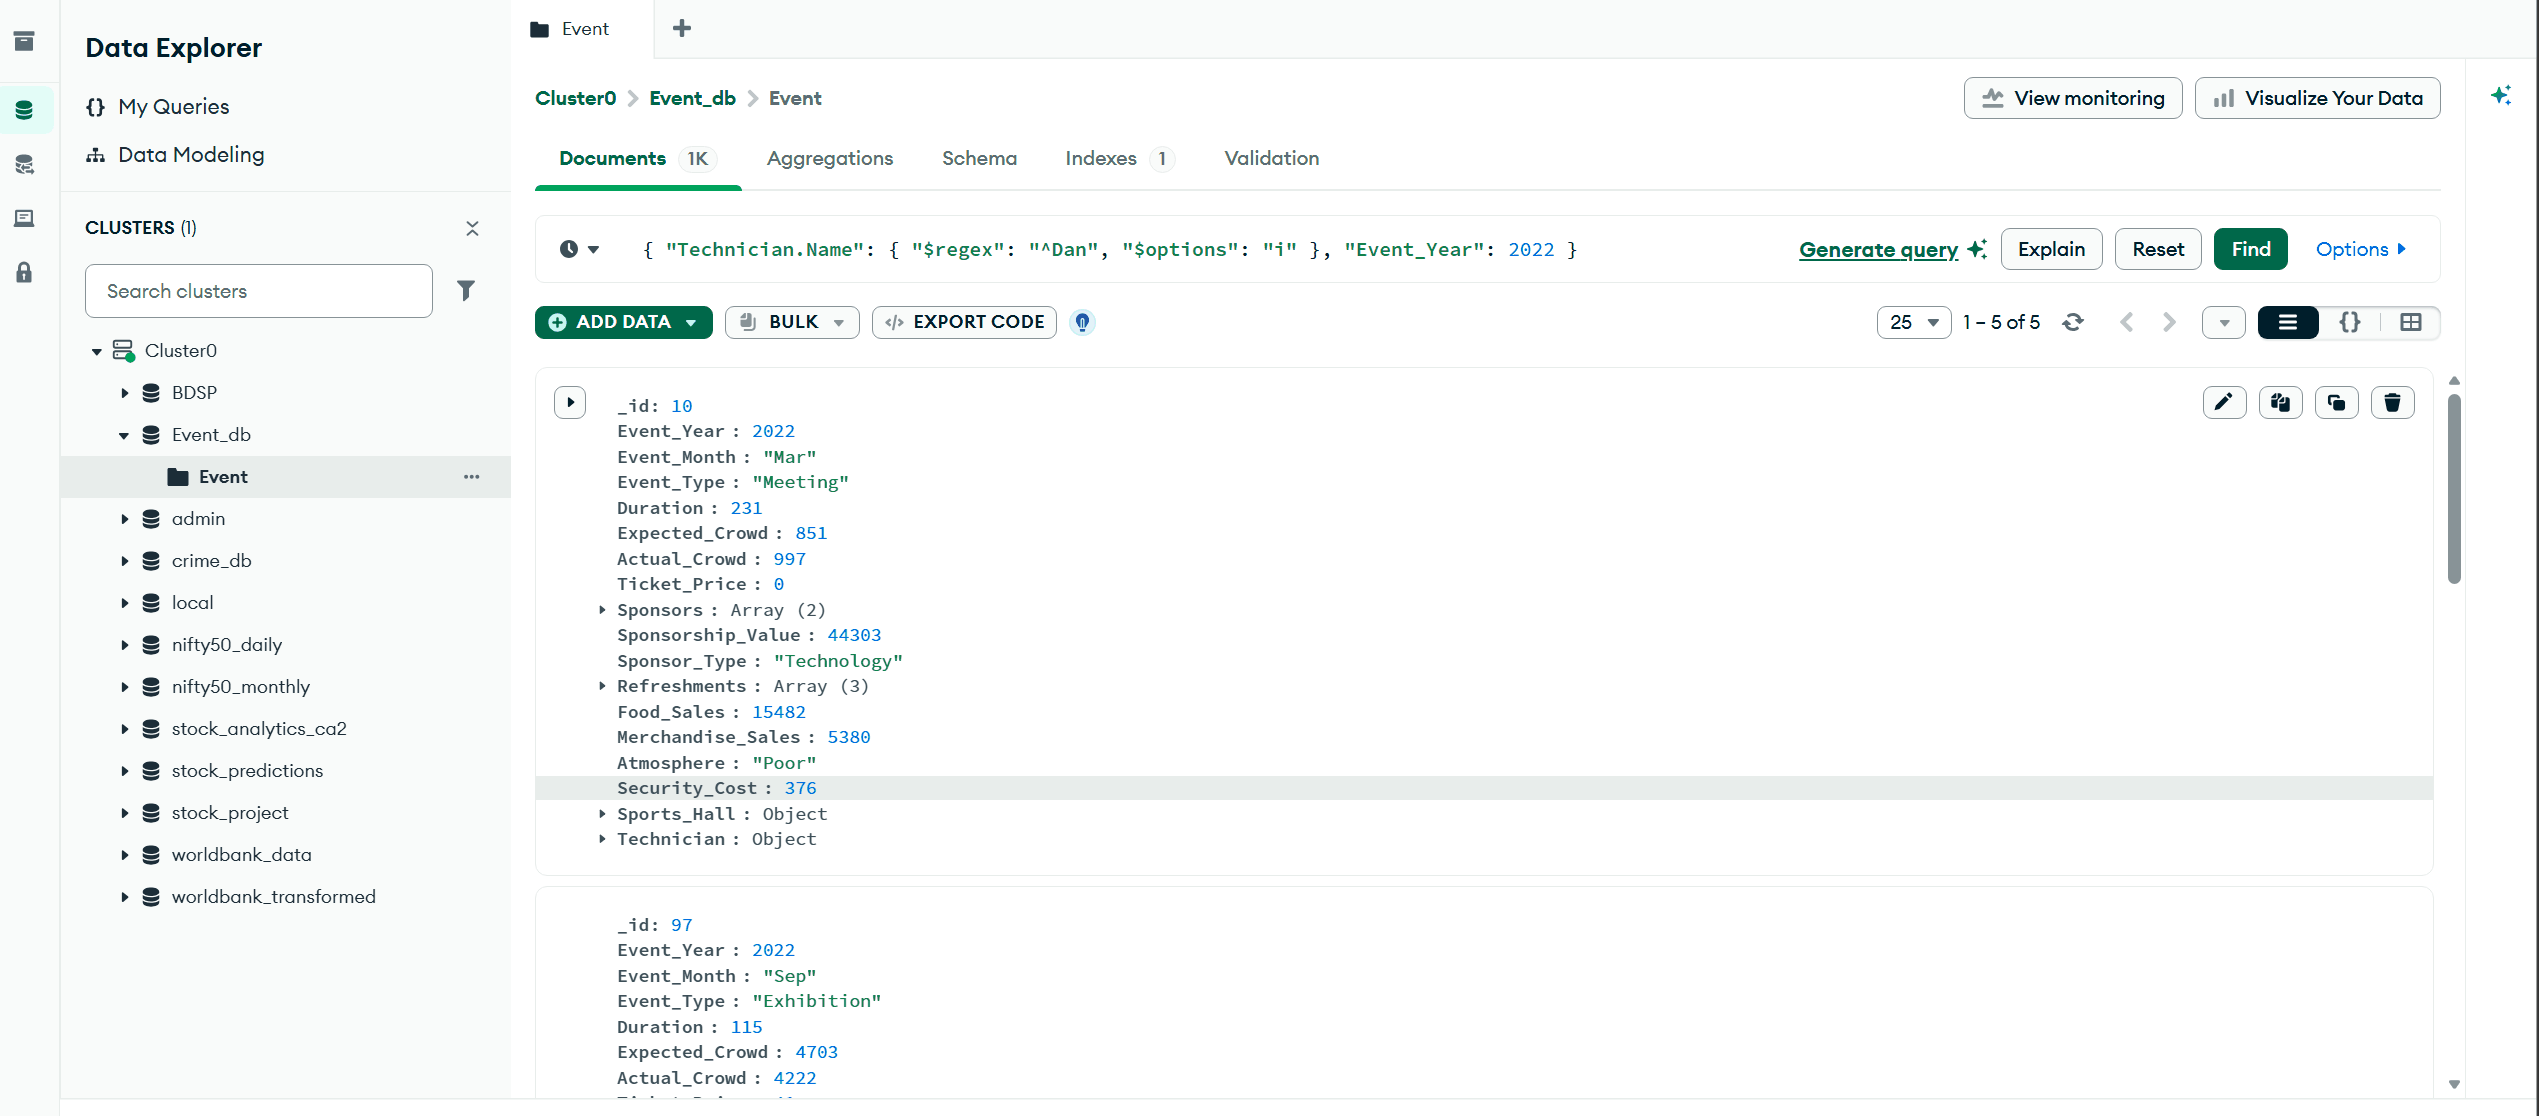 Data Explorer
My Queries
Data Modeling
CLUSTERS (1)
Search clusters
Cluster0
BDSP
Event_db
Event
admin
crime_db
local
nifty50_daily
nifty50_monthly
stock_analytics_ca2
stock_predictions
stock_project
worldbank_data
worldbank_transformed
Event
Cluster0 > Event_db > Event
View monitoring
Visualize Your Data
Documents 1K Aggregations Schema Indexes 1 Validation
{ "Technician.Name": { "$regex": "^Dan", "$options": "i" }, "Event_Year": 2022 }
Generate query Explain Reset Find Options
ADD DATA BULK EXPORT CODE
25 1 – 5 of 5
_id: 10
Event_Year : 2022
Event_Month : "Mar"
Event_Type : "Meeting"
Duration : 231
Expected_Crowd : 851
Actual_Crowd : 997
Ticket_Price : 0
Sponsors : Array (2)
Sponsorship_Value : 44303
Sponsor_Type : "Technology"
Refreshments : Array (3)
Food_Sales : 15482
Merchandise_Sales : 5380
Atmosphere : "Poor"
Security_Cost : 376
Sports_Hall : Object
Technician : Object
_id: 97
Event_Year : 2022
Event_Month : "Sep"
Event_Type : "Exhibition"
Duration : 115
Expected_Crowd : 4703
Actual_Crowd : 4222